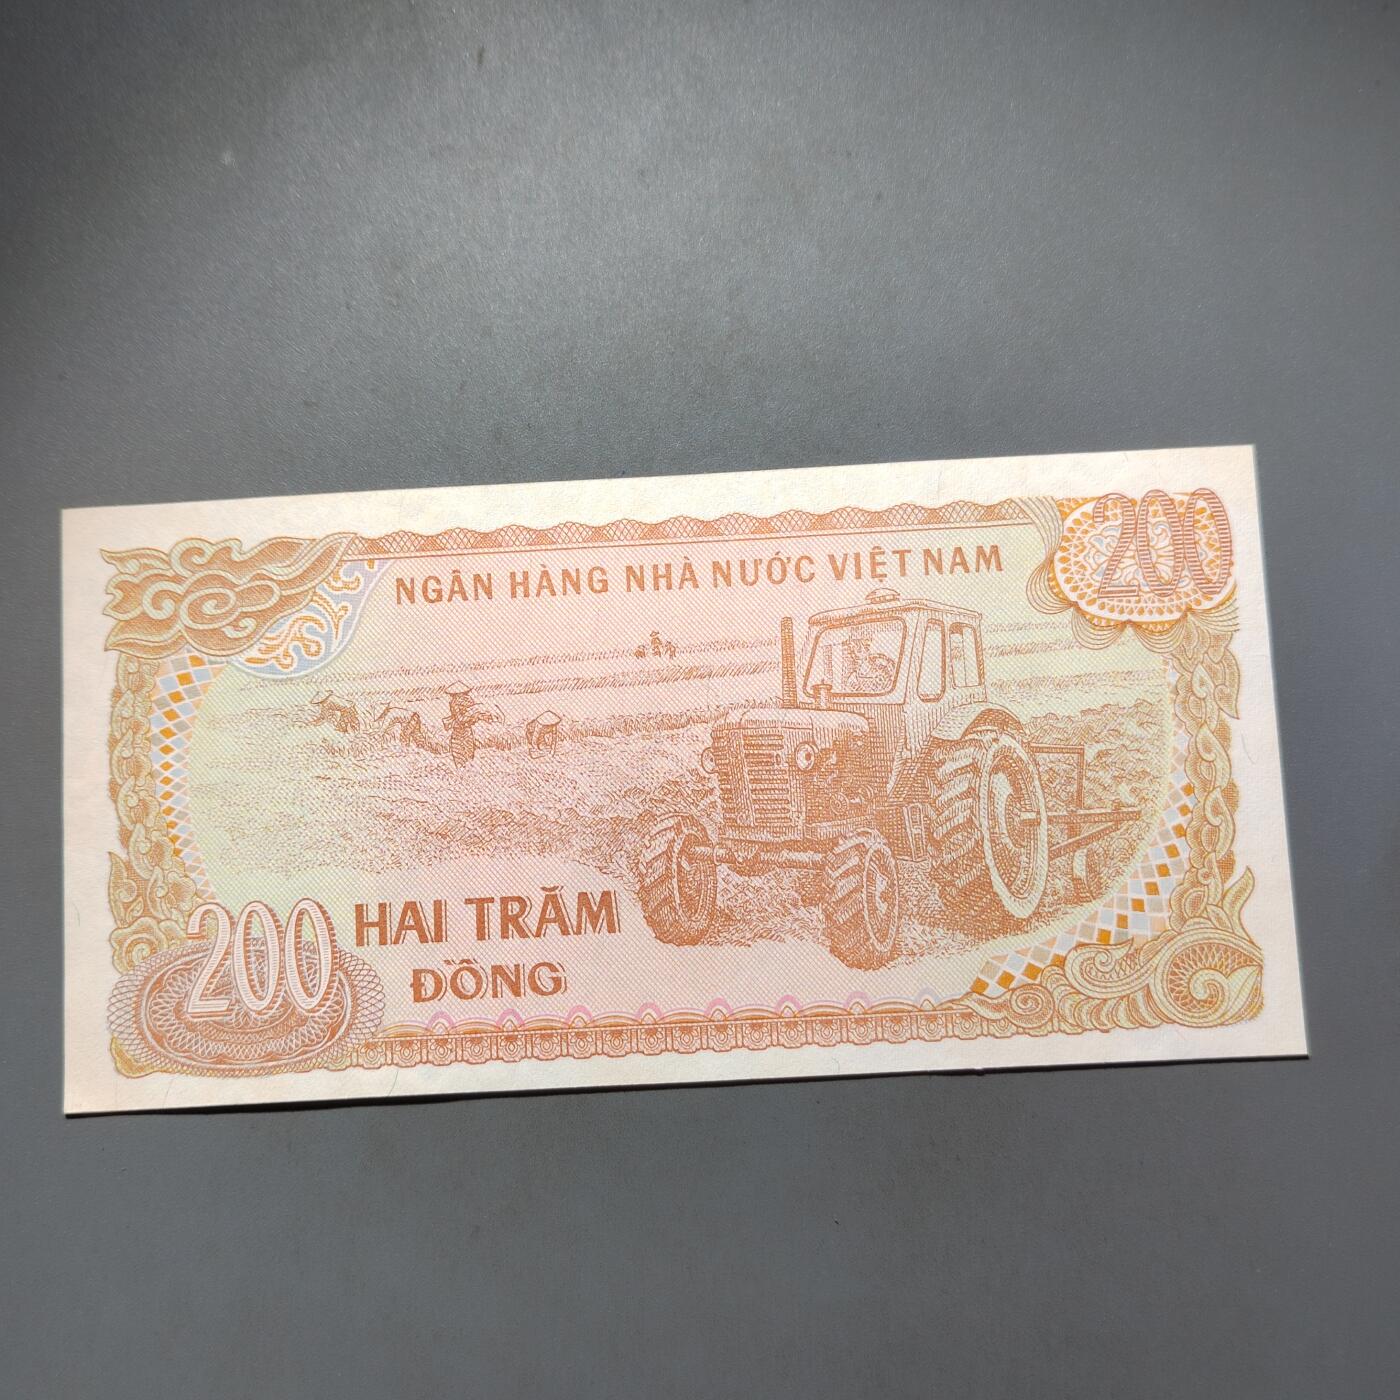 NGÂN HÀNG NHÀ NƯỚC VIỆT NAM
200
200
HAI TRĂM
ĐỒNG